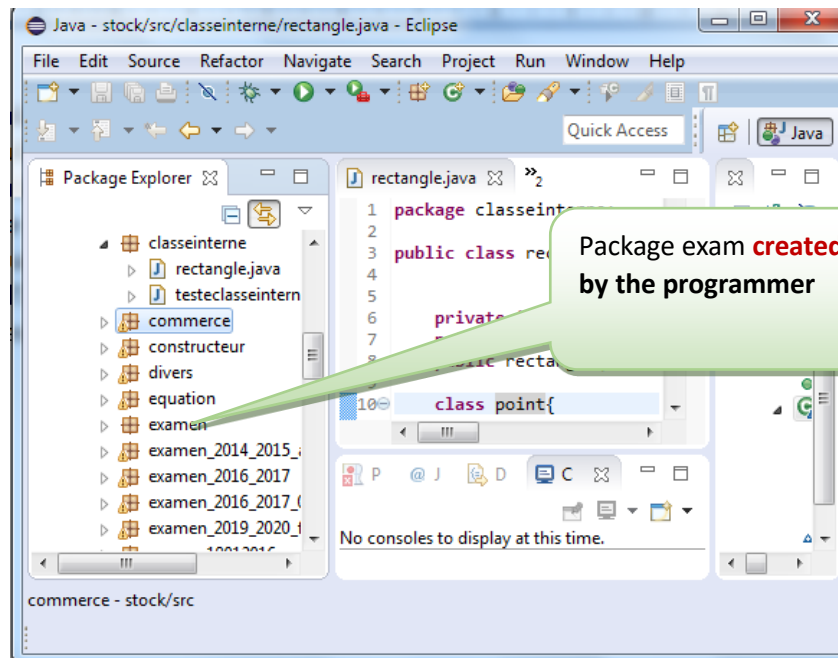 Java - stock/src/classeinterne/rectangle.java - Eclipse
File Edit Source Refactor Navigate Search Project Run Window Help
Quick Access
Java
Package Explorer
classeinterne
rectangle.java
testeclasseintern
commerce
constructeur
divers
equation
examen
examen_2014_2015_
examen_2016_2017
examen_2016_2017_
examen_2019_2020_
rectangle.java
»2
1 package classeint
2
3 public class rec
4
5
6 private
7
8 public rectan
10 class point{
Package exam created
by the programmer
P @ J D C
No consoles to display at this time.
commerce - stock/src